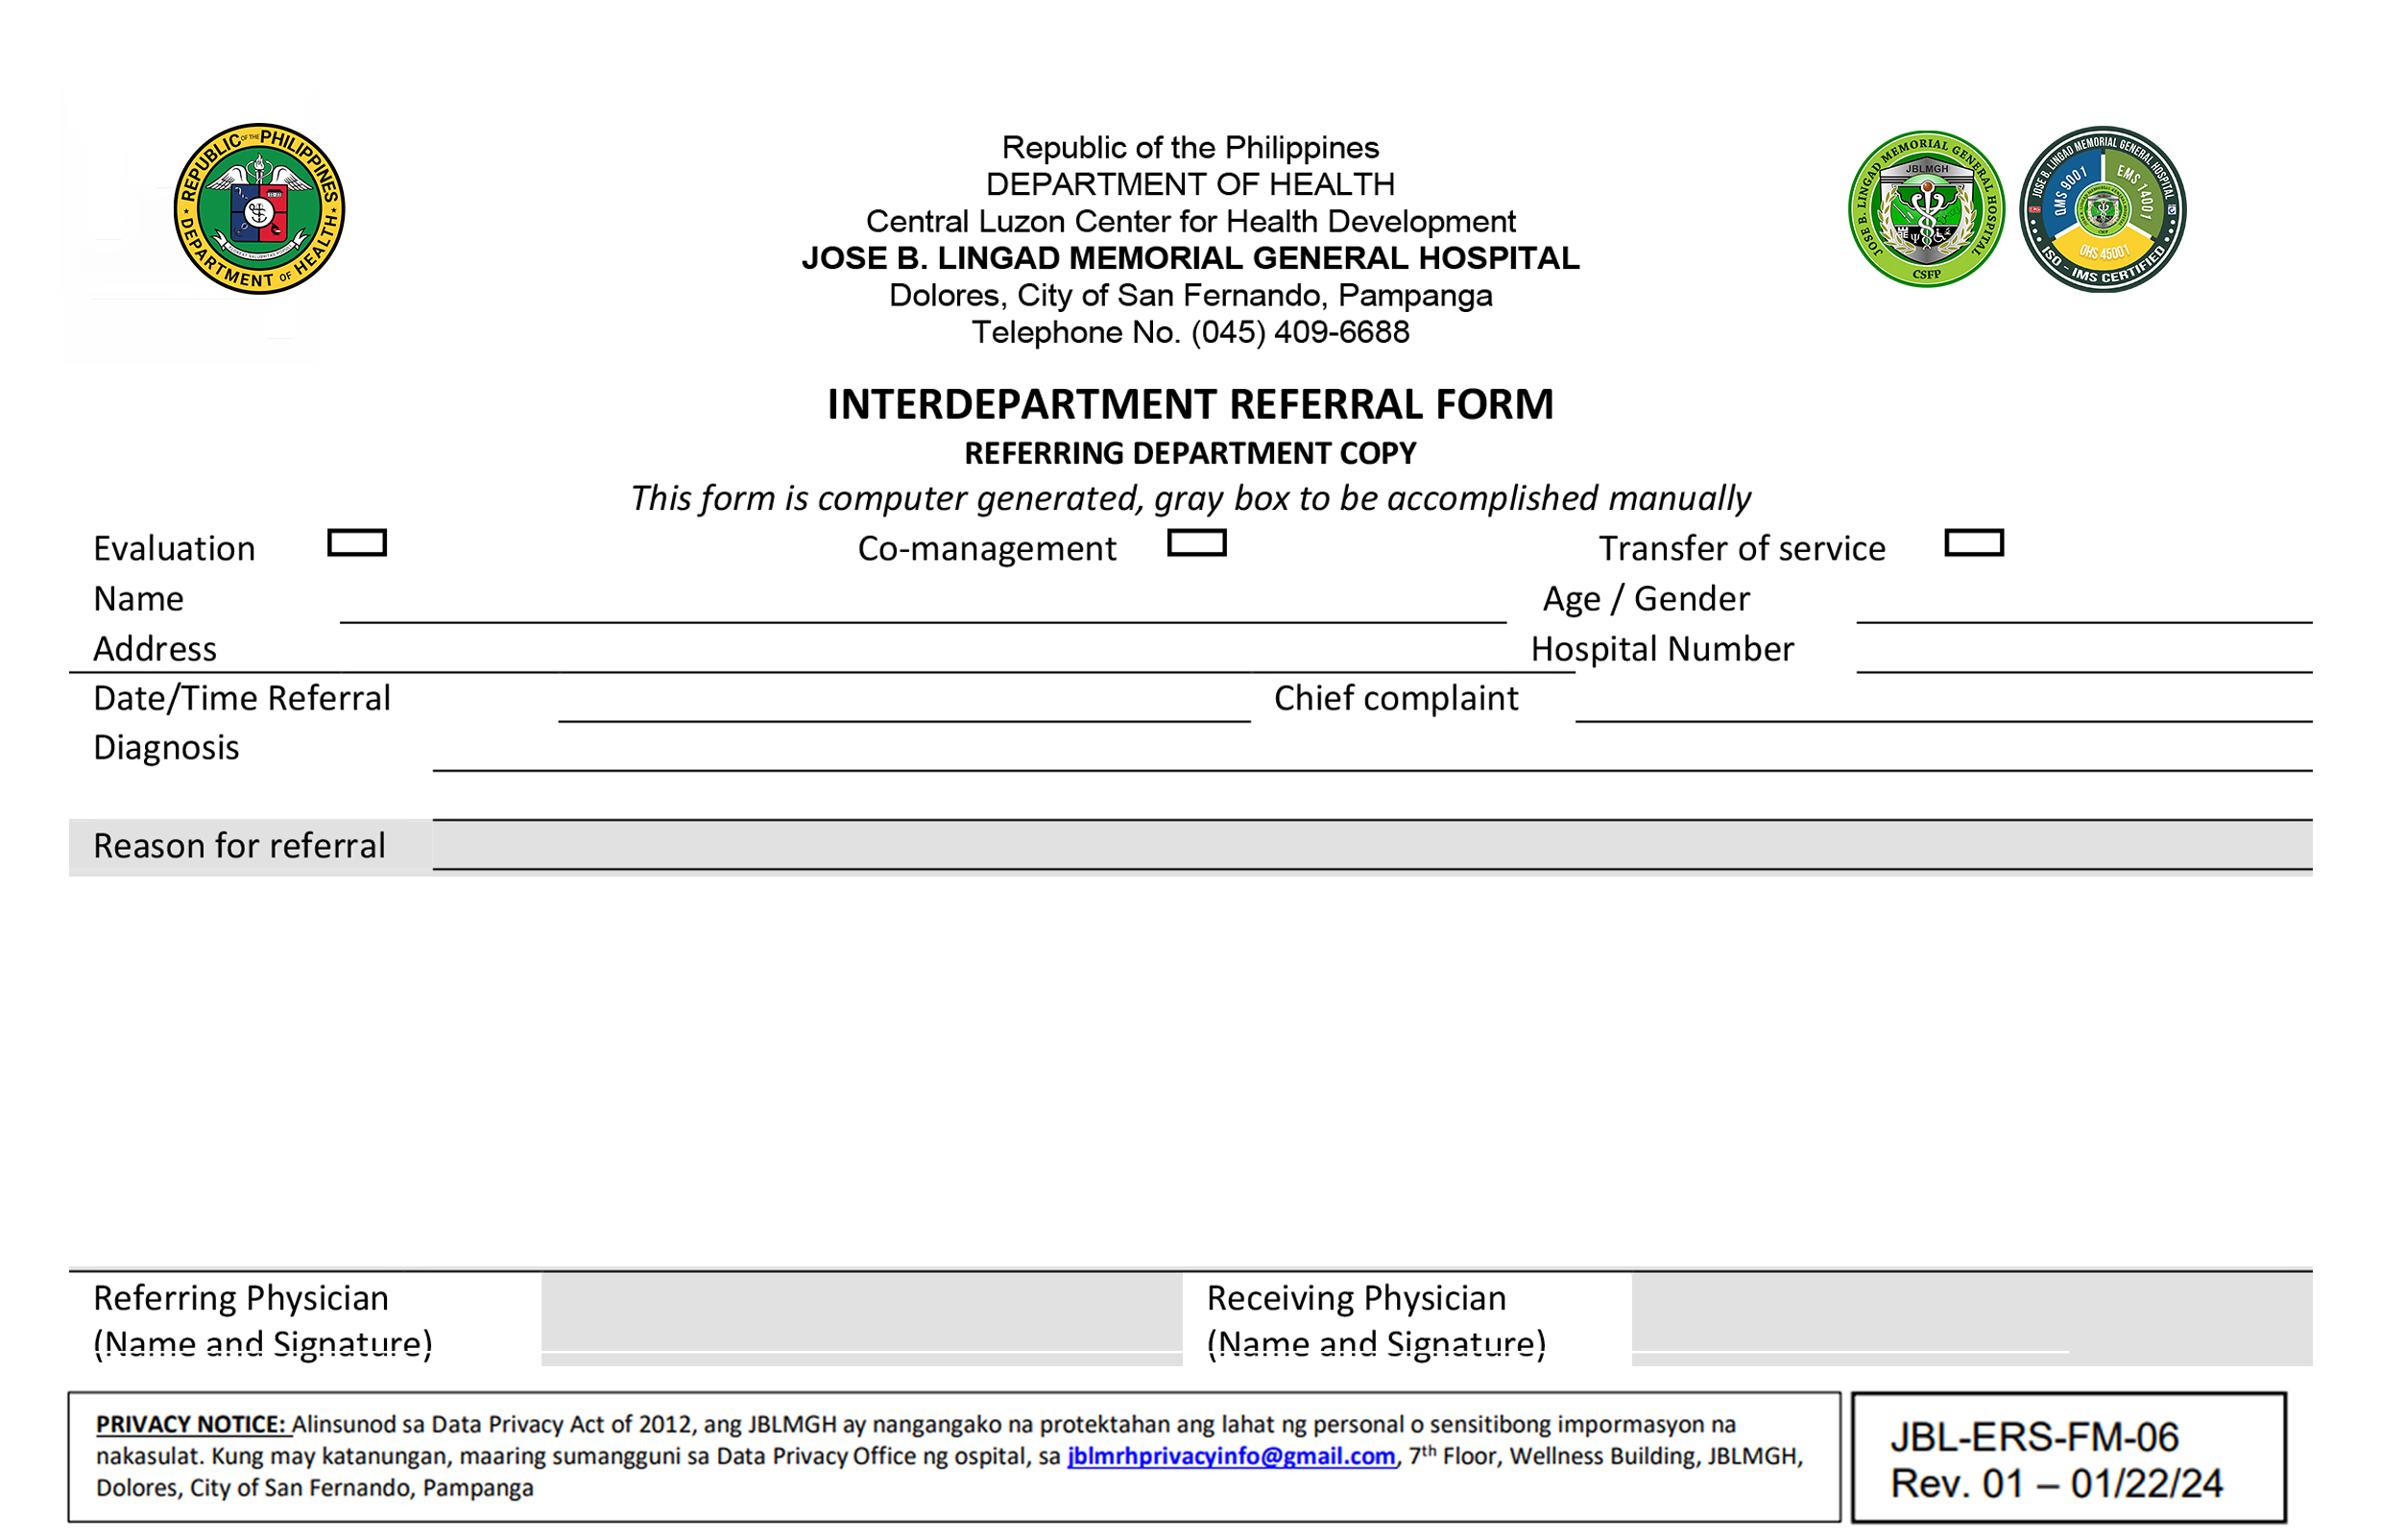 REPUBLIC OF THE PHILIPPINES
DEPARTMENT OF HEALTH
Republic of the Philippines
DEPARTMENT OF HEALTH
Central Luzon Center for Health Development
JOSE B. LINGAD MEMORIAL GENERAL HOSPITAL
Dolores, City of San Fernando, Pampanga
Telephone No. (045) 409-6688
JOSE B. LINGAD MEMORIAL GENERAL HOSPITAL
JBLMGH
CSFP
JOSE B. LINGAD MEMORIAL GENERAL HOSPITAL
QMS 9001
EMS 14001
OHS 45001
ISO - IMS CERTIFIED
INTERDEPARTMENT REFERRAL FORM
REFERRING DEPARTMENT COPY
This form is computer generated, gray box to be accomplished manually
Evaluation Co-management Transfer of service
Name Age / Gender
Address Hospital Number
Date/Time Referral Chief complaint
Diagnosis
Reason for referral
Referring Physician Receiving Physician
(Name and Signature) (Name and Signature)
PRIVACY NOTICE: Alinsunod sa Data Privacy Act of 2012, ang JBLMGH ay nangangako na protektahan ang lahat ng personal o sensitibong impormasyon na
nakasulat. Kung may katanungan, maaring sumangguni sa Data Privacy Office ng ospital, sa jblmrhprivacyinfo@gmail.com, 7th Floor, Wellness Building, JBLMGH,
Dolores, City of San Fernando, Pampanga
JBL-ERS-FM-06
Rev. 01 – 01/22/24